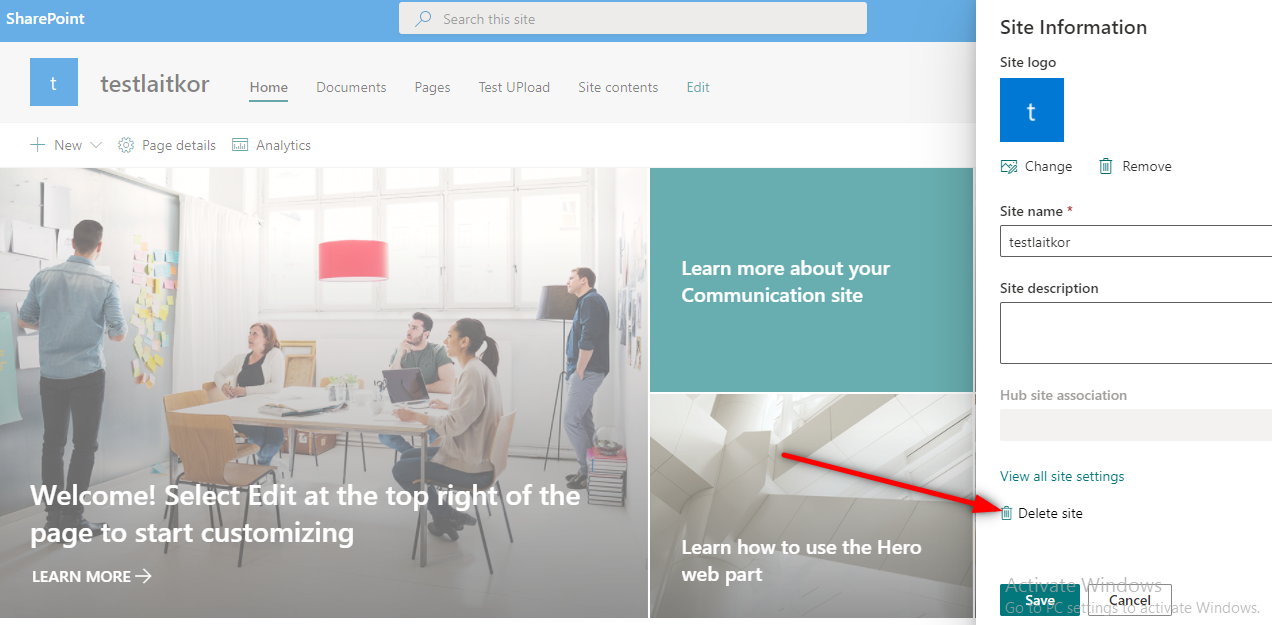 SharePoint
Search this site
t
testlaitkor
Home
Documents
Pages
Test UPload
Site contents
Edit
New
Page details
Analytics
Welcome! Select Edit at the top right of the
page to start customizing
LEARN MORE
Learn more about your
Communication site
Learn how to use the Hero
web part
Site Information
Site logo
t
Change
Remove
Site name *
testlaitkor
Site description
Hub site association
View all site settings
Delete site
Activate Windows
Go to PC settings to activate Windows.
Save
Cancel